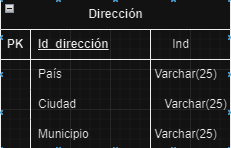 Dirección
PK Id_dirección Ind
País Varchar(25)
Ciudad Varchar(25)
Municipio Varchar(25)